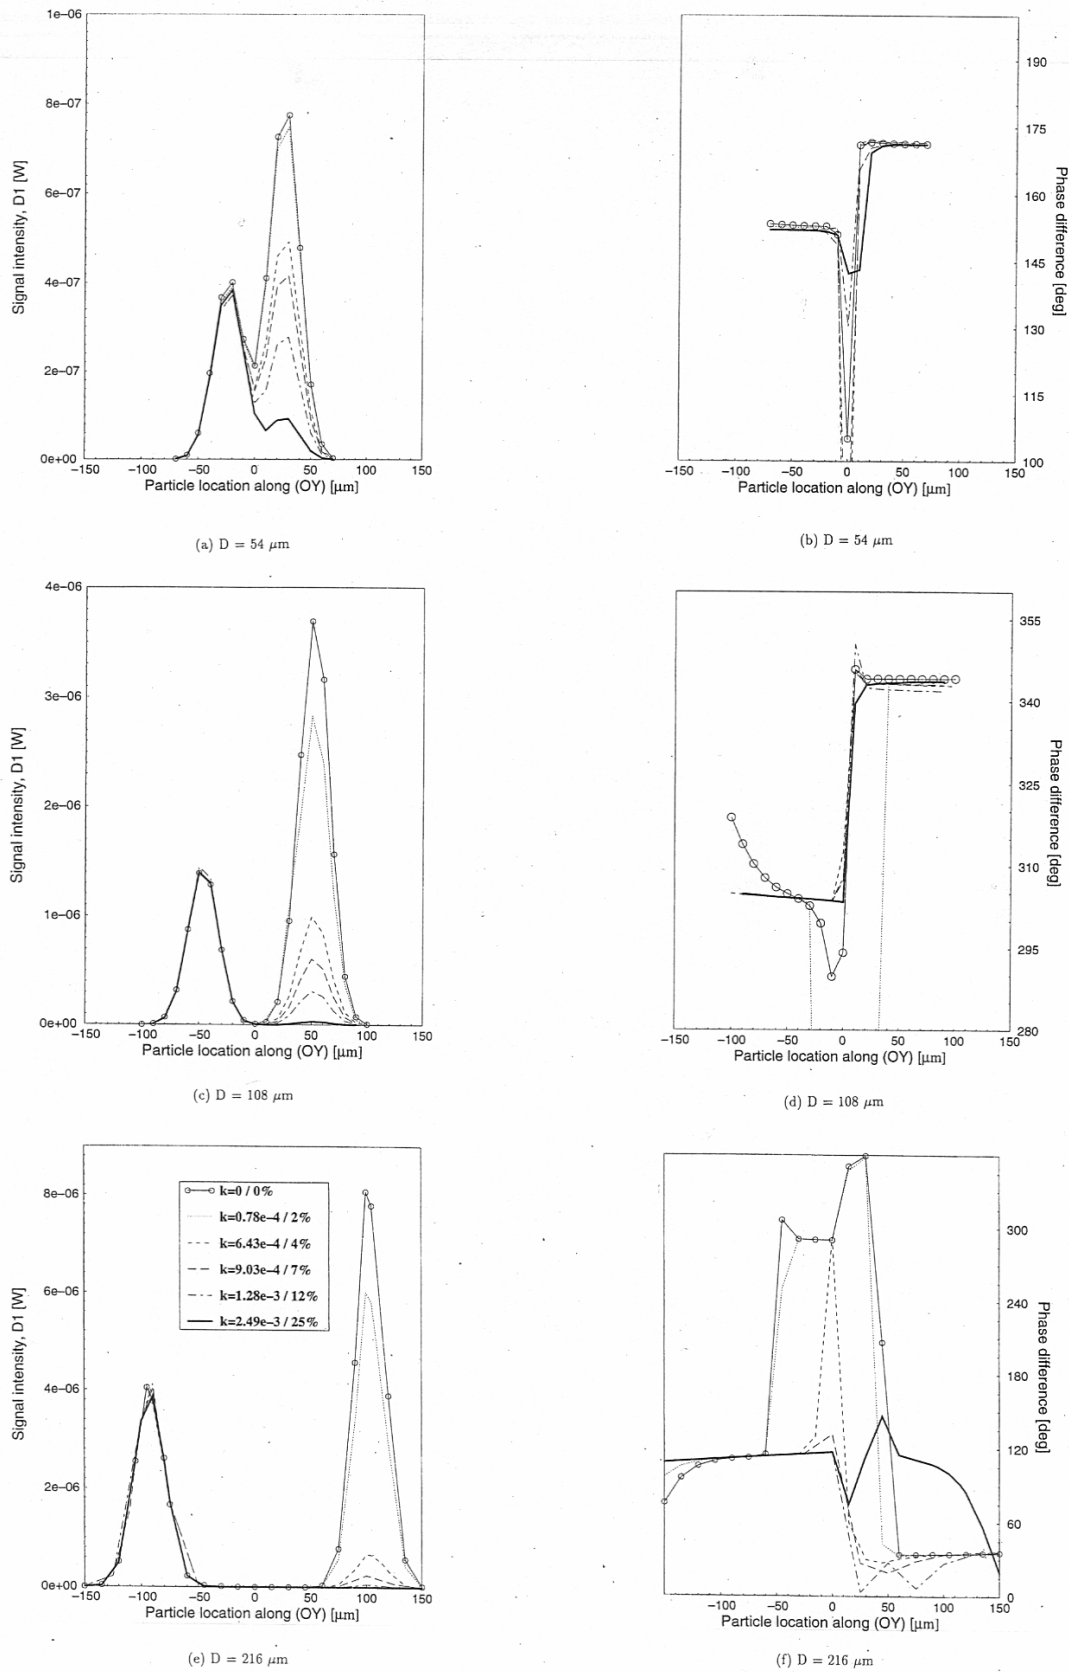 1e−06
8e−07
6e−07
4e−07
2e−07
0e+00
Signal intensity, D1 [W]
−150 −100 −50 0 50 100 150
Particle location along (OY) [μm]
(a) D = 54 μm
190
175
160
145
130
115
100
Phase difference [deg]
−150 −100 −50 0 50 100 150
Particle location along (OY) [μm]
(b) D = 54 μm
4e−06
3e−06
2e−06
1e−06
0e+00
Signal intensity, D1 [W]
−150 −100 −50 0 50 100 150
Particle location along (OY) [μm]
(c) D = 108 μm
355
340
325
310
295
280
Phase difference [deg]
−150 −100 −50 0 50 100 150
Particle location along (OY) [μm]
(d) D = 108 μm
8e−06
6e−06
4e−06
2e−06
0e+00
Signal intensity, D1 [W]
k=0 / 0%
k=0.78e−4 / 2%
k=6.43e−4 / 4%
k=9.03e−4 / 7%
k=1.28e−3 / 12%
k=2.49e−3 / 25%
−150 −100 −50 0 50 100 150
Particle location along (OY) [μm]
(e) D = 216 μm
300
240
180
120
60
0
Phase difference [deg]
−100 −50 0 50 100 150
Particle location along (OY) [μm]
(f) D = 216 μm